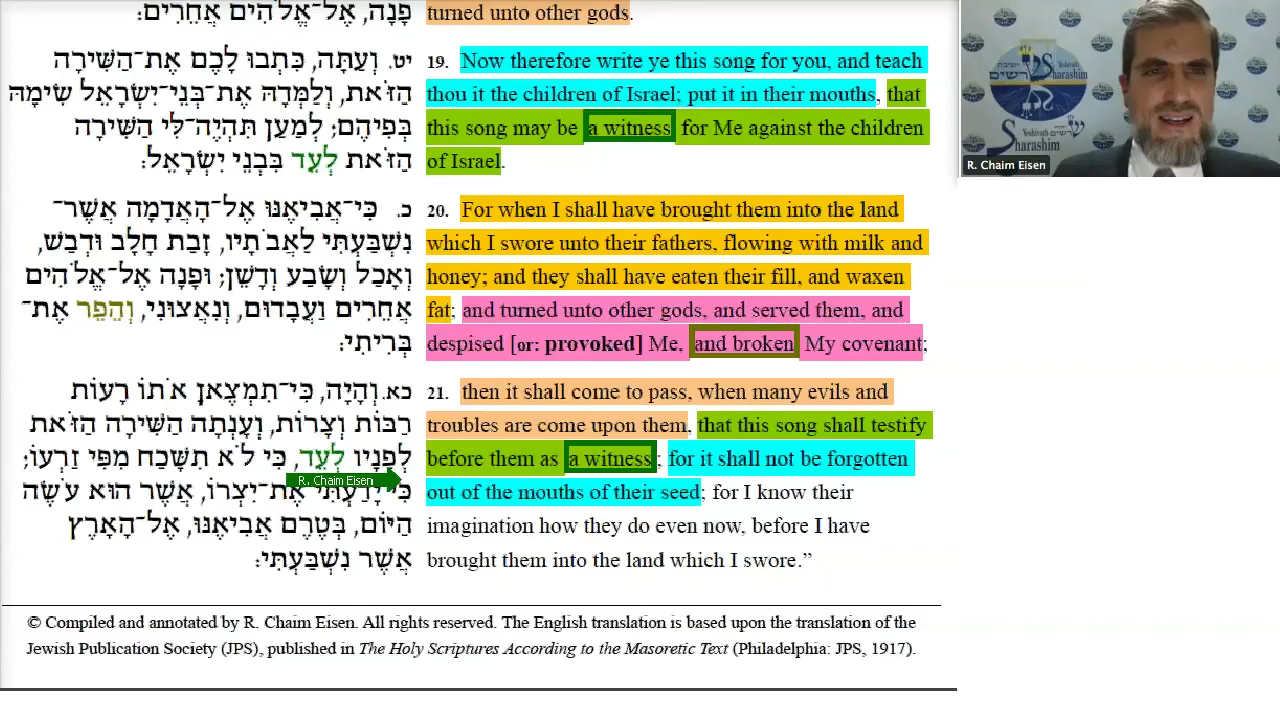 פָּנָה, אֶל־אֱלֹהִים אֲחֵרִים:
turned unto other gods.
יט. וְעַתָּה, כִּתְבוּ לָכֶם אֶת־הַשִּׁירָה
הַזֹּאת, וְלַמְּדָהּ אֶת־בְּנֵי־יִשְׂרָאֵל שִׂימָהּ
בְּפִיהֶם; לְמַעַן תִּהְיֶה־לִּי הַשִּׁירָה
הַזֹּאת לְעֵד בִּבְנֵי יִשְׂרָאֵל:
19. Now therefore write ye this song for you, and teach
thou it the children of Israel; put it in their mouths, that
this song may be a witness for Me against the children
of Israel.
כ. כִּי־אֲבִיאֶנּוּ אֶל־הָאֲדָמָה אֲשֶׁר־
נִשְׁבַּעְתִּי לַאֲבֹתָיו, זָבַת חָלָב וּדְבַשׁ,
וְאָכַל וְשָׂבַע וְדָשֵׁן; וּפָנָה אֶל־אֱלֹהִים
אֲחֵרִים וַעֲבָדוּם, וְנִאֲצוּנִי, וְהֵפֵר אֶת־
בְּרִיתִי:
20. For when I shall have brought them into the land
which I swore unto their fathers, flowing with milk and
honey; and they shall have eaten their fill, and waxen
fat; and turned unto other gods, and served them, and
despised [or: provoked] Me, and broken My covenant;
כא. וְהָיָה, כִּי־תִמְצֶאןָ אֹתוֹ רָעוֹת
רַבּוֹת וְצָרוֹת, וְעָנְתָה הַשִּׁירָה הַזֹּאת
לְפָנָיו לְעֵד, כִּי לֹא תִשָּׁכַח מִפִּי זַרְעוֹ;
כִּי יָדַעְתִּי אֶת־יִצְרוֹ, אֲשֶׁר הוּא עֹשֶׂה
הַיּוֹם, בְּטֶרֶם אֲבִיאֶנּוּ, אֶל־הָאָרֶץ
אֲשֶׁר נִשְׁבַּעְתִּי:
21. then it shall come to pass, when many evils and
troubles are come upon them, that this song shall testify
before them as a witness; for it shall not be forgotten
out of the mouths of their seed; for I know their
imagination how they do even now, before I have
brought them into the land which I swore.”
R. Chaim Eisen
© Compiled and annotated by R. Chaim Eisen. All rights reserved. The English translation is based upon the translation of the
Jewish Publication Society (JPS), published in The Holy Scriptures According to the Masoretic Text (Philadelphia: JPS, 1917).
Yeshivath
Sharashim
ישיבת
שרשים
Yeshivath
Sharashim
R. Chaim Eisen